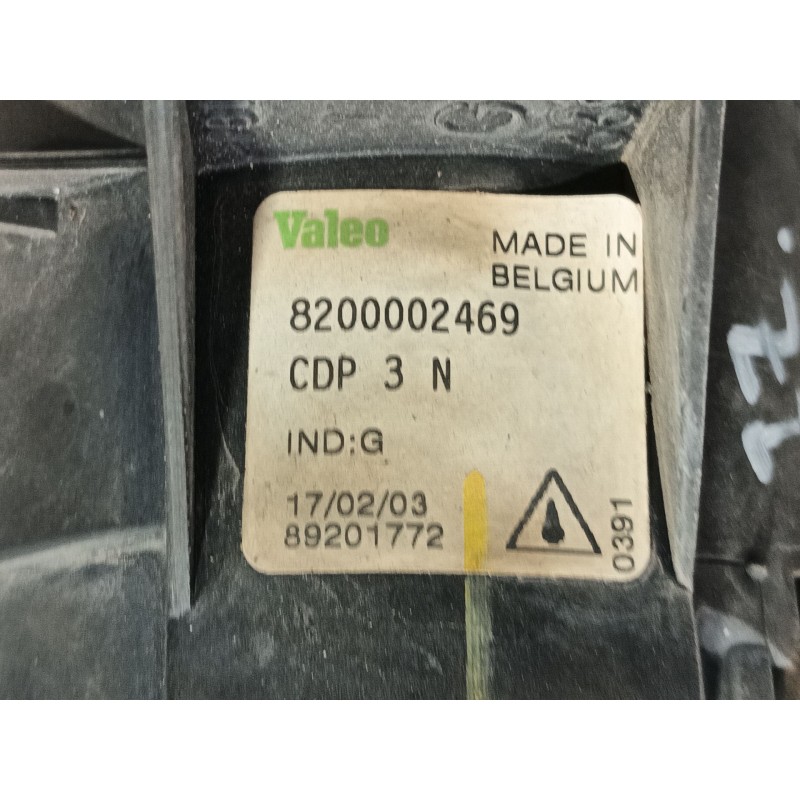 Valeo
MADE IN
BELGIUM
8200002469
CDP 3 N
IND:G
17/02/03
89201772
0391